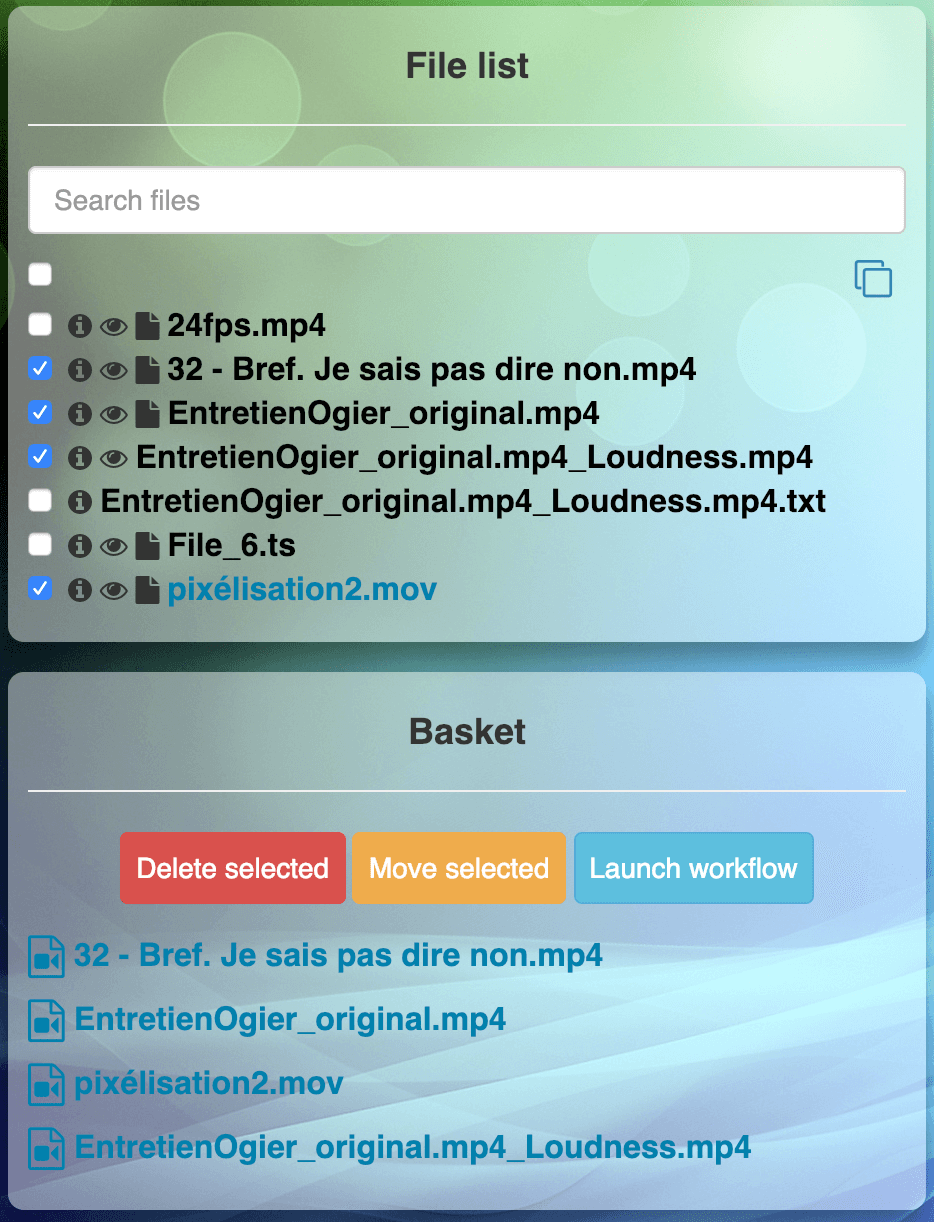 File list
Search files
24fps.mp4
32 - Bref. Je sais pas dire non.mp4
EntretienOgier_original.mp4
EntretienOgier_original.mp4_Loudness.mp4
EntretienOgier_original.mp4_Loudness.mp4.txt
File_6.ts
pixélisation2.mov
Basket
Delete selected Move selected Launch workflow
32 - Bref. Je sais pas dire non.mp4
EntretienOgier_original.mp4
pixélisation2.mov
EntretienOgier_original.mp4_Loudness.mp4